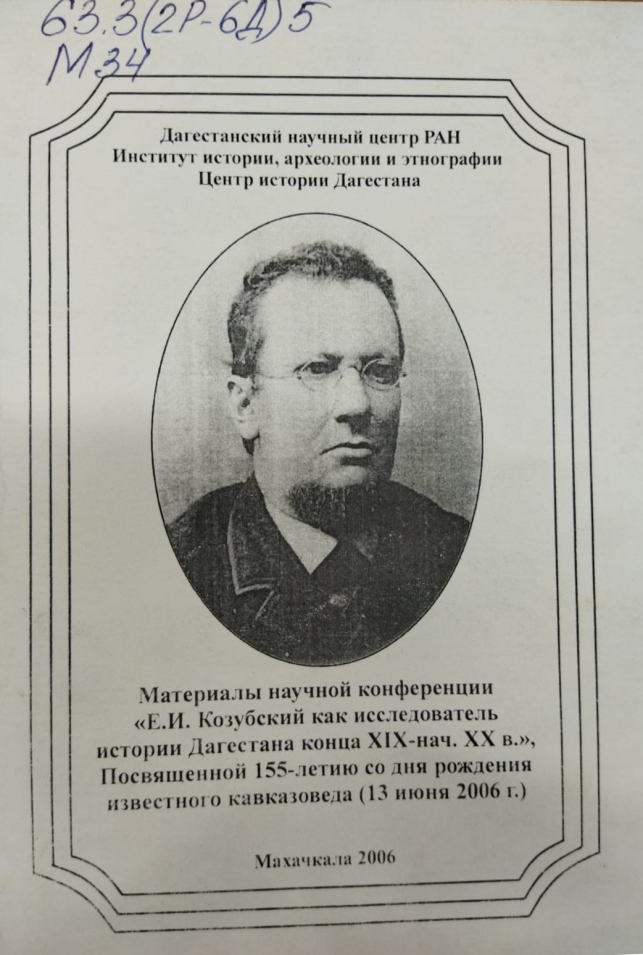 63.3(2Р-6Д)5
М34
Дагестанский научный центр РАН
Институт истории, археологии и этнографии
Центр истории Дагестана
Материалы научной конференции
«Е.И. Козубский как исследователь
истории Дагестана конца XIX-нач. XX в.»,
Посвященной 155-летию со дня рождения
известного кавказоведа (13 июня 2006 г.)
Махачкала 2006